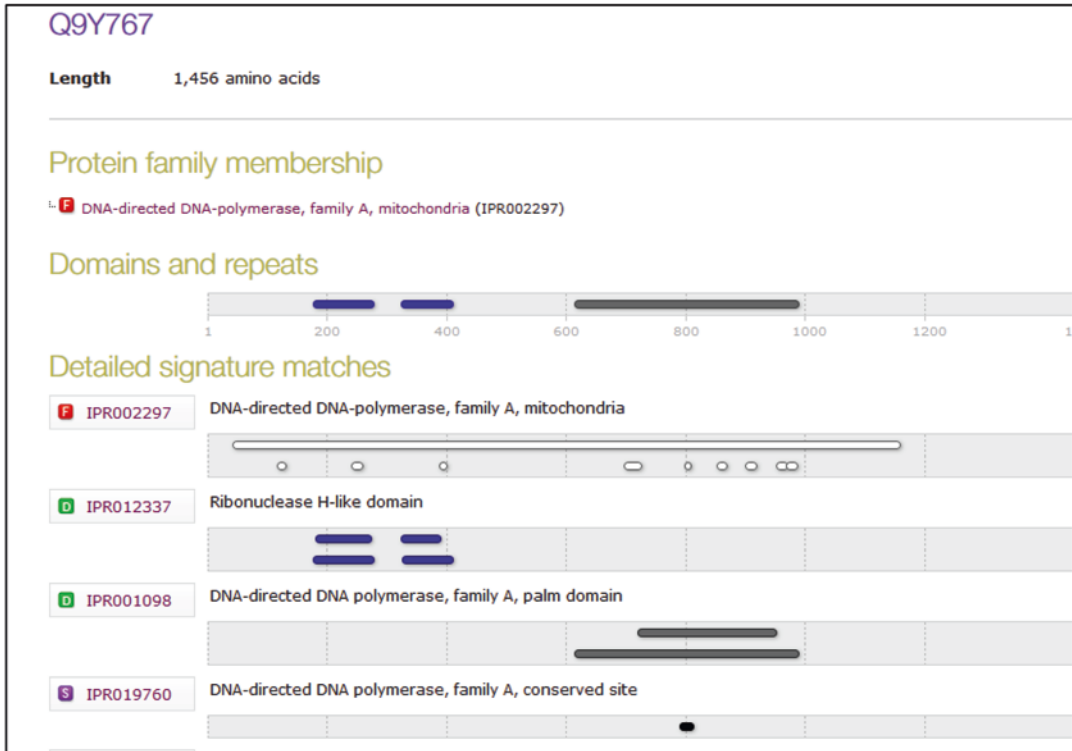 Q9Y767
Length 1,456 amino acids
Protein family membership
F DNA-directed DNA-polymerase, family A, mitochondria (IPR002297)
Domains and repeats
1 200 400 600 800 1000 1200 1
Detailed signature matches
F IPR002297 DNA-directed DNA-polymerase, family A, mitochondria
D IPR012337 Ribonuclease H-like domain
D IPR001098 DNA-directed DNA polymerase, family A, palm domain
S IPR019760 DNA-directed DNA polymerase, family A, conserved site